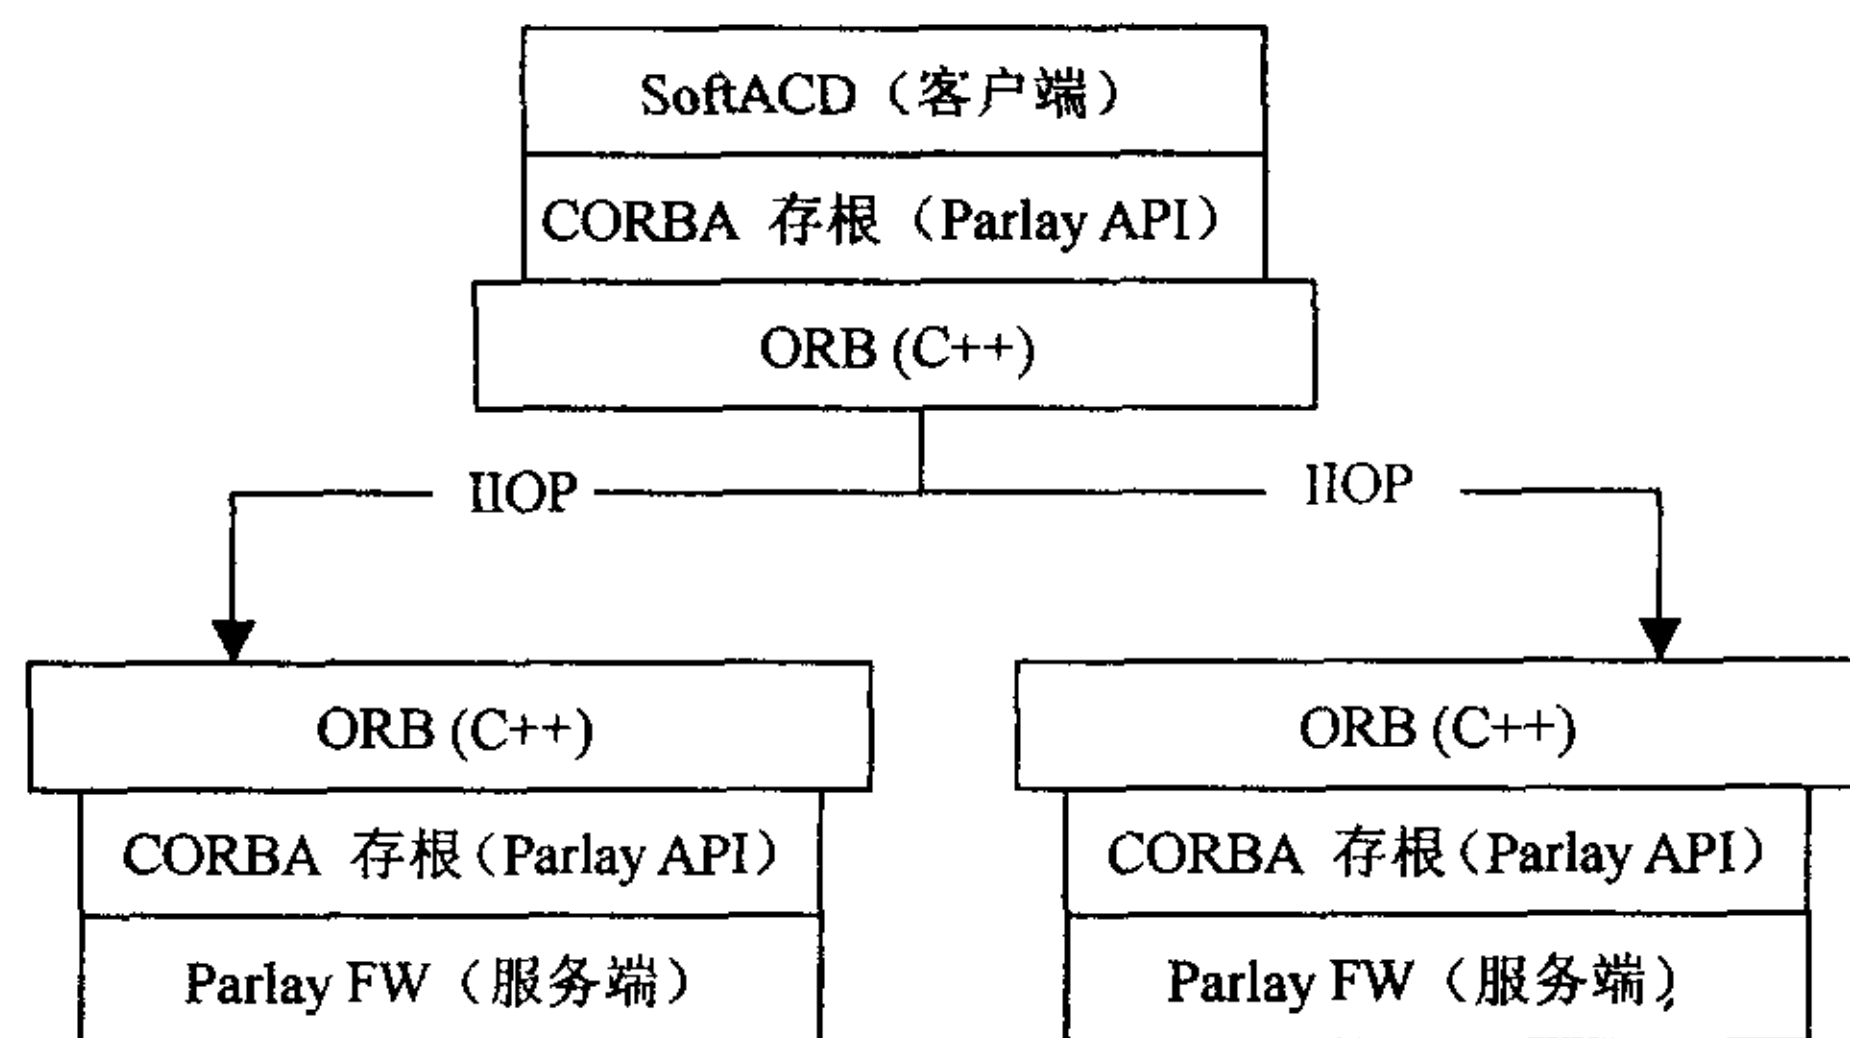 SoftACD（客户端）
CORBA 存根（Parlay API）
ORB (C++)
IIOP
IIOP
ORB (C++)
ORB (C++)
CORBA 存根（Parlay API）
CORBA 存根（Parlay API）
Parlay FW（服务端）
Parlay FW（服务端）